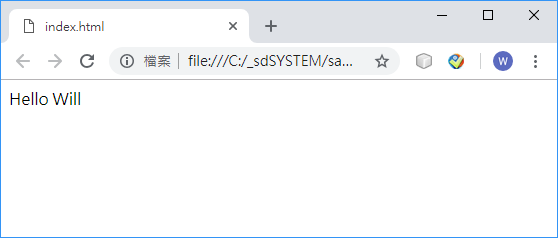 index.html
檔案 file:///C:/_sdSYSTEM/sa...
W
Hello Will